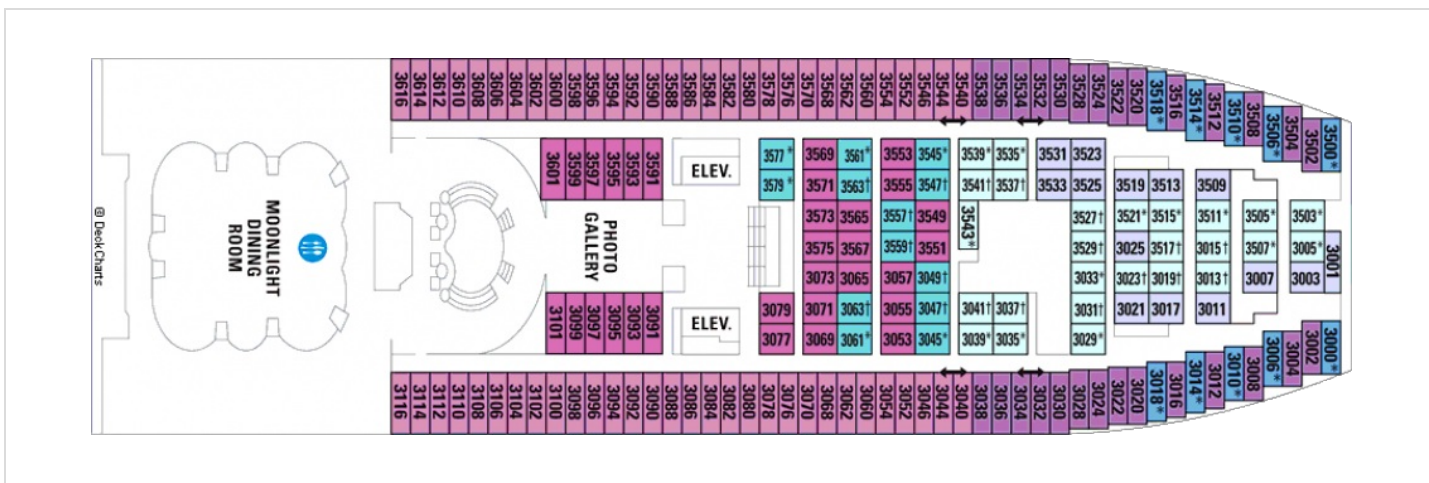 3616 3614 3612 3610 3608 3606 3604 3602 3600 3598 3596 3594 3592 3590 3588 3586 3584 3582 3580 3578 3576 3570 3568 3562 3560 3554 3552 3546 3544 3540 3538 3536 3534 3532 3530 3528 3524 3522 3520 3518* 3516 3514* 3512 3510* 3508 3506* 3504 3502 3500*
3601 3599 3597 3595 3593 3591
ELEV.
3577* 3569 3561* 3553 3545* 3539* 3535* 3531 3523
3579* 3571 3563† 3555 3547† 3541† 3537† 3533 3525 3519 3513 3509
3573 3565 3557† 3549 3543* 3527† 3521* 3515* 3511* 3505* 3503*
3575 3567 3559† 3551 3529† 3025 3517† 3015† 3507* 3005* 3001
3073 3065 3057 3049† 3033* 3023† 3019† 3013† 3007 3003
3079 3071 3063† 3055 3047† 3041† 3037† 3031† 3021 3017 3011
3077 3069 3061* 3053 3045* 3039* 3035* 3029*
© Deck Charts
MOONLIGHT
DINING
ROOM
PHOTO
GALLERY
3101 3099 3097 3095 3093 3091
ELEV.
3116 3114 3112 3110 3108 3106 3104 3102 3100 3098 3096 3094 3092 3090 3088 3086 3084 3082 3080 3078 3076 3070 3068 3062 3060 3054 3052 3046 3044 3040 3038 3036 3034 3032 3030 3028 3024 3022 3020 3018* 3016 3014* 3012 3010* 3008 3006* 3004 3002 3000*